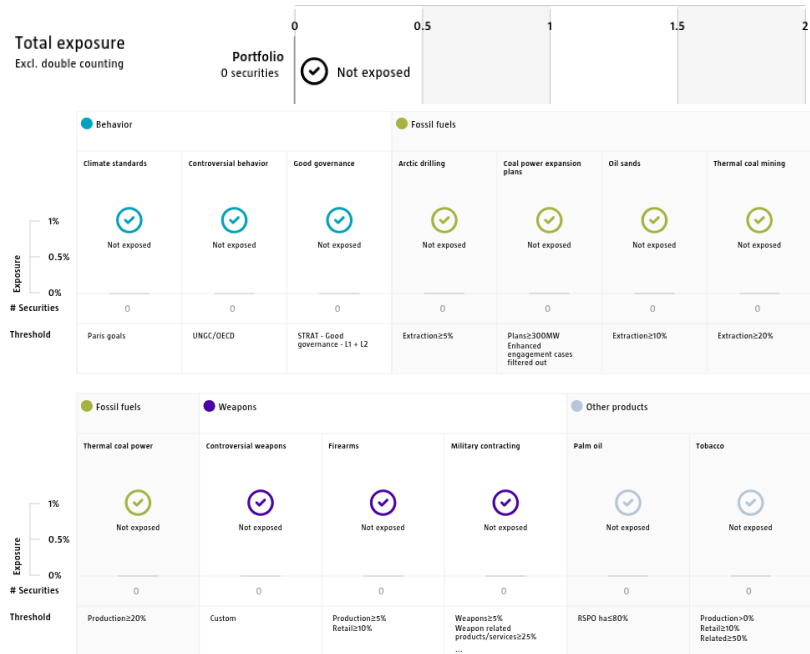 0 0.5 1 1.5 2
Total exposure
Excl. double counting
Portfolio
0 securities
Not exposed
Behavior
Fossil fuels
Climate standards
Controversial behavior
Good governance
Arctic drilling
Coal power expansion
plans
Oil sands
Thermal coal mining
Exposure
1%
0.5%
0%
Not exposed
Not exposed
Not exposed
Not exposed
Not exposed
Not exposed
Not exposed
# Securities
0 0 0 0 0 0 0
Threshold
Paris goals
UNGC/OECD
STRAT - Good
governance - L1 + L2
Extraction≥5%
Plans≥300MW
Enhanced
engagement cases
filtered out
Extraction≥10%
Extraction≥20%
Fossil fuels
Weapons
Other products
Thermal coal power
Controversial weapons
Firearms
Military contracting
Palm oil
Tobacco
Exposure
1%
0.5%
0%
Not exposed
Not exposed
Not exposed
Not exposed
Not exposed
Not exposed
# Securities
0 0 0 0 0 0
Threshold
Production≥20%
Custom
Production≥5%
Retail≥10%
Weapons≥5%
Weapon related
products/services≥25%
...
RSPO ha≤80%
Production>0%
Retail≥10%
Related≥50%